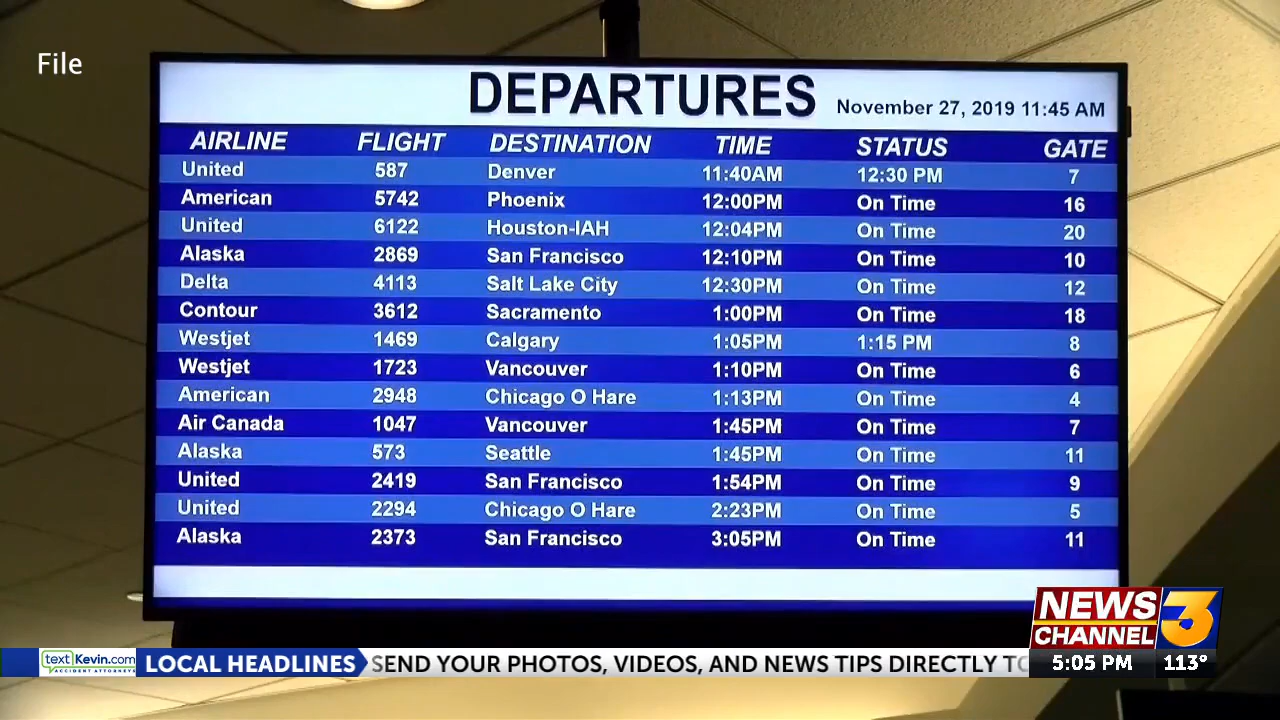 File
DEPARTURES November 27, 2019 11:45 AM
AIRLINE FLIGHT DESTINATION TIME STATUS GATE
United 587 Denver 11:40AM 12:30 PM 7
American 5742 Phoenix 12:00PM On Time 16
United 6122 Houston-IAH 12:04PM On Time 20
Alaska 2869 San Francisco 12:10PM On Time 10
Delta 4113 Salt Lake City 12:30PM On Time 12
Contour 3612 Sacramento 1:00PM On Time 18
Westjet 1469 Calgary 1:05PM 1:15 PM 8
Westjet 1723 Vancouver 1:10PM On Time 6
American 2948 Chicago O Hare 1:13PM On Time 4
Air Canada 1047 Vancouver 1:45PM On Time 7
Alaska 573 Seattle 1:45PM On Time 11
United 2419 San Francisco 1:54PM On Time 9
United 2294 Chicago O Hare 2:23PM On Time 5
Alaska 2373 San Francisco 3:05PM On Time 11
NEWS
CHANNEL 3
5:05 PM 113°
textKevin.com
ACCIDENT ATTORNEYS
LOCAL HEADLINES SEND YOUR PHOTOS, VIDEOS, AND NEWS TIPS DIRECTLY TO